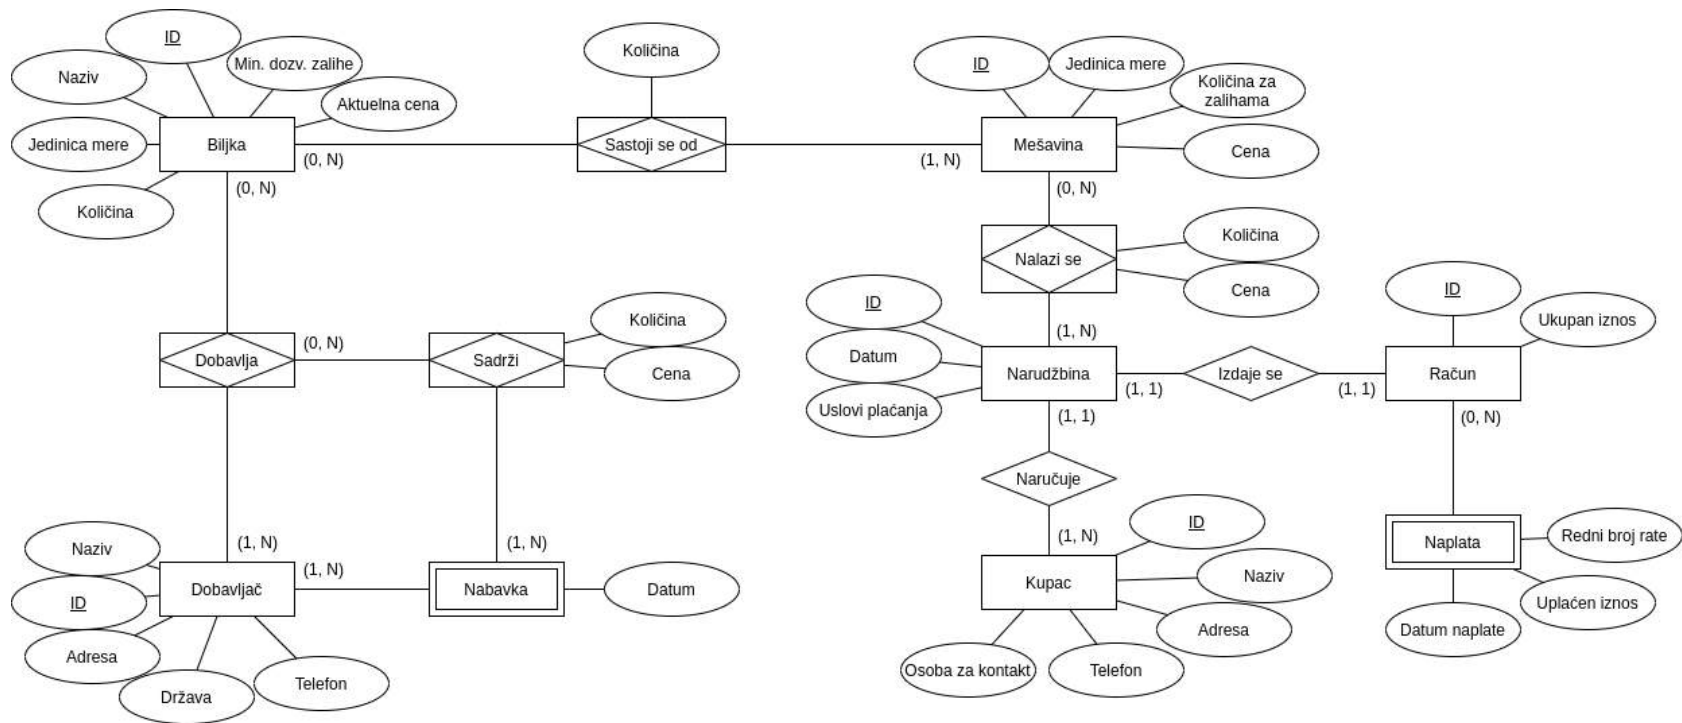 ID
Količina
Min. dozv. zalihe
ID
Jedinica mere
Naziv
Količina za
zalihama
Aktuelna cena
Jedinica mere
Biljka
Sastoji se od
Mešavina
Cena
(0, N)
(1, N)
(0, N)
(0, N)
Količina
Količina
Nalazi se
Cena
ID
ID
Količina
Ukupan iznos
(1, N)
(0, N)
Datum
Dobavlja
Sadrži
Cena
Narudžbina
Izdaje se
Račun
(1, 1)
(1, 1)
Uslovi plaćanja
(1, 1)
(0, N)
Naručuje
ID
(1, N)
(1, N)
(1, N)
Naziv
Naplata
Redni broj rate
(1, N)
Naziv
Dobavljač
Nabavka
Datum
Kupac
ID
Uplaćen iznos
Adresa
Datum naplate
Adresa
Osoba za kontakt
Telefon
Država
Telefon